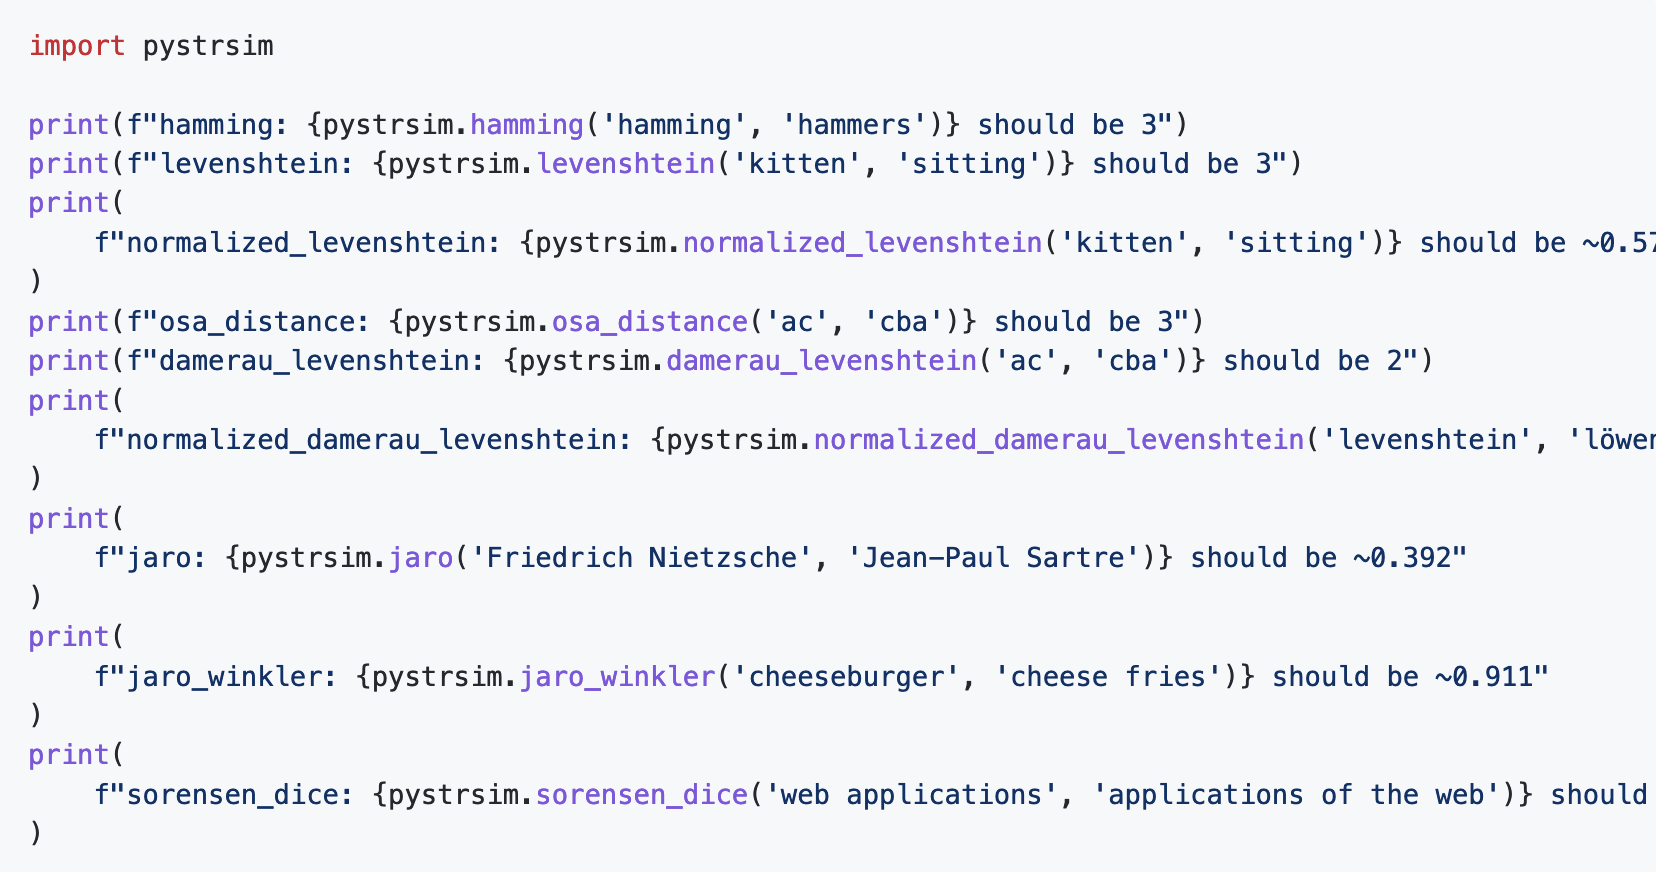 import pystrsim

print(f"hamming: {pystrsim.hamming('hamming', 'hammers')} should be 3")
print(f"levenshtein: {pystrsim.levenshtein('kitten', 'sitting')} should be 3")
print(
    f"normalized_levenshtein: {pystrsim.normalized_levenshtein('kitten', 'sitting')} should be ~0.57
)
print(f"osa_distance: {pystrsim.osa_distance('ac', 'cba')} should be 3")
print(f"damerau_levenshtein: {pystrsim.damerau_levenshtein('ac', 'cba')} should be 2")
print(
    f"normalized_damerau_levenshtein: {pystrsim.normalized_damerau_levenshtein('levenshtein', 'löwen
)
print(
    f"jaro: {pystrsim.jaro('Friedrich Nietzsche', 'Jean-Paul Sartre')} should be ~0.392"
)
print(
    f"jaro_winkler: {pystrsim.jaro_winkler('cheeseburger', 'cheese fries')} should be ~0.911"
)
print(
    f"sorensen_dice: {pystrsim.sorensen_dice('web applications', 'applications of the web')} should
)